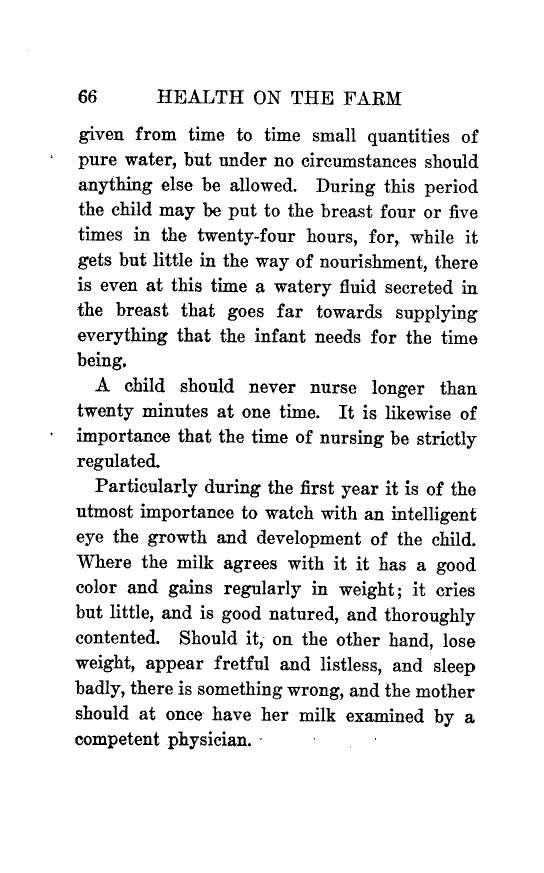 66 HEALTH ON THE FARM
given from time to time small quantities of
pure water, but under no circumstances should
anything else be allowed. During this period
the child may be put to the breast four or five
times in the twenty-four hours, for, while it
gets but little in the way of nourishment, there
is even at this time a watery fluid secreted in
the breast that goes far towards supplying
everything that the infant needs for the time
being.
A child should never nurse longer than
twenty minutes at one time. It is likewise of
importance that the time of nursing be strictly
regulated.
Particularly during the first year it is of the
utmost importance to watch with an intelligent
eye the growth and development of the child.
Where the milk agrees with it it has a good
color and gains regularly in weight; it cries
but little, and is good natured, and thoroughly
contented. Should it, on the other hand, lose
weight, appear fretful and listless, and sleep
badly, there is something wrong, and the mother
should at once have her milk examined by a
competent physician.